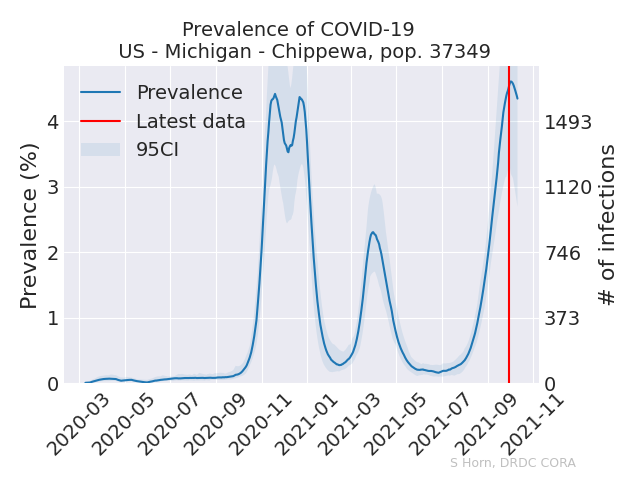 Prevalence of COVID-19
US - Michigan - Chippewa, pop. 37349
Prevalence
Latest data
95CI
Prevalence (%)
4
3
2
1
0
1493
1120
746
373
0
# of infections
2020-03
2020-05
2020-07
2020-09
2020-11
2021-01
2021-03
2021-05
2021-07
2021-09
2021-11
S Horn, DRDC CORA